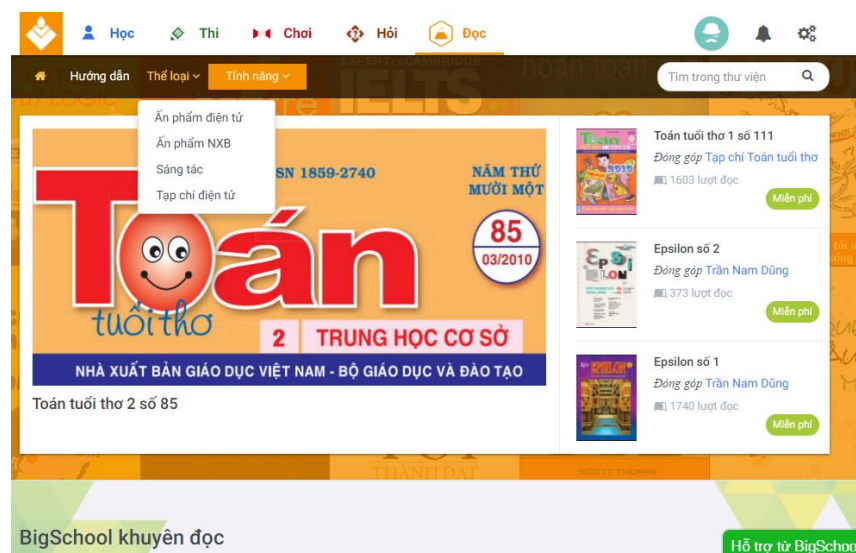 Học
Thi
Chơi
Hỏi
Đọc
Hướng dẫn
Thể loại
Tính năng
Tìm trong thư viện
Ấn phẩm điện tử
Ấn phẩm NXB
Sáng tác
Tạp chí điện tử
SN 1859-2740
NĂM THỨ
MƯỜI MỘT
Toán
tuổi thơ
85
03/2010
2 TRUNG HỌC CƠ SỞ
NHÀ XUẤT BẢN GIÁO DỤC VIỆT NAM - BỘ GIÁO DỤC VÀ ĐÀO TẠO
Toán tuổi thơ 2 số 85
Toán tuổi thơ 1 số 111
Đóng góp Tạp chí Toán tuổi thơ
1603 lượt đọc
Miễn phí
Epsilon số 2
Đóng góp Trần Nam Dũng
373 lượt đọc
Miễn phí
Epsilon số 1
Đóng góp Trần Nam Dũng
1740 lượt đọc
Miễn phí
THÀNH ĐẠT
SCOTT THORPE
BigSchool khuyên đọc
Hỗ trợ từ BigSchool